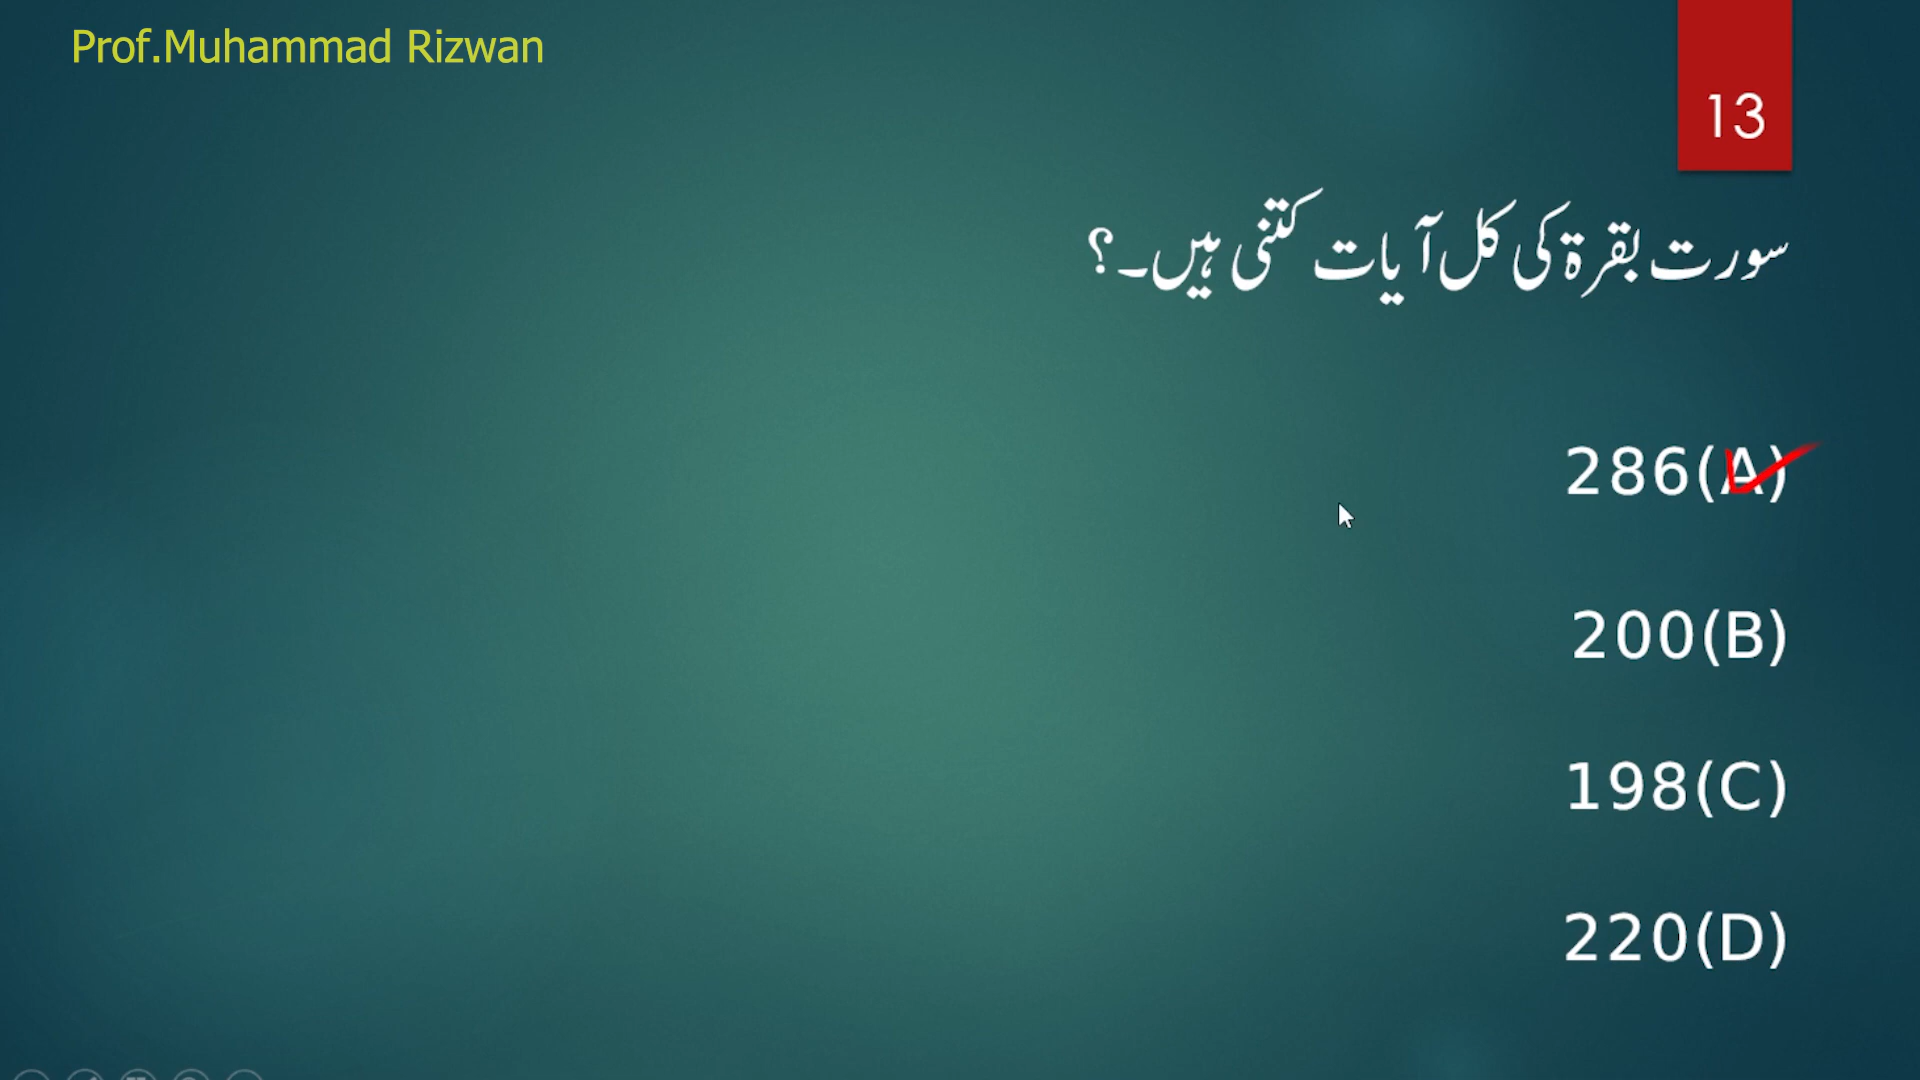 Prof.Muhammad Rizwan
13
سورت بقرۃ کی کل آیات کتنی ہیں۔؟
286(A)
200(B)
198(C)
220(D)